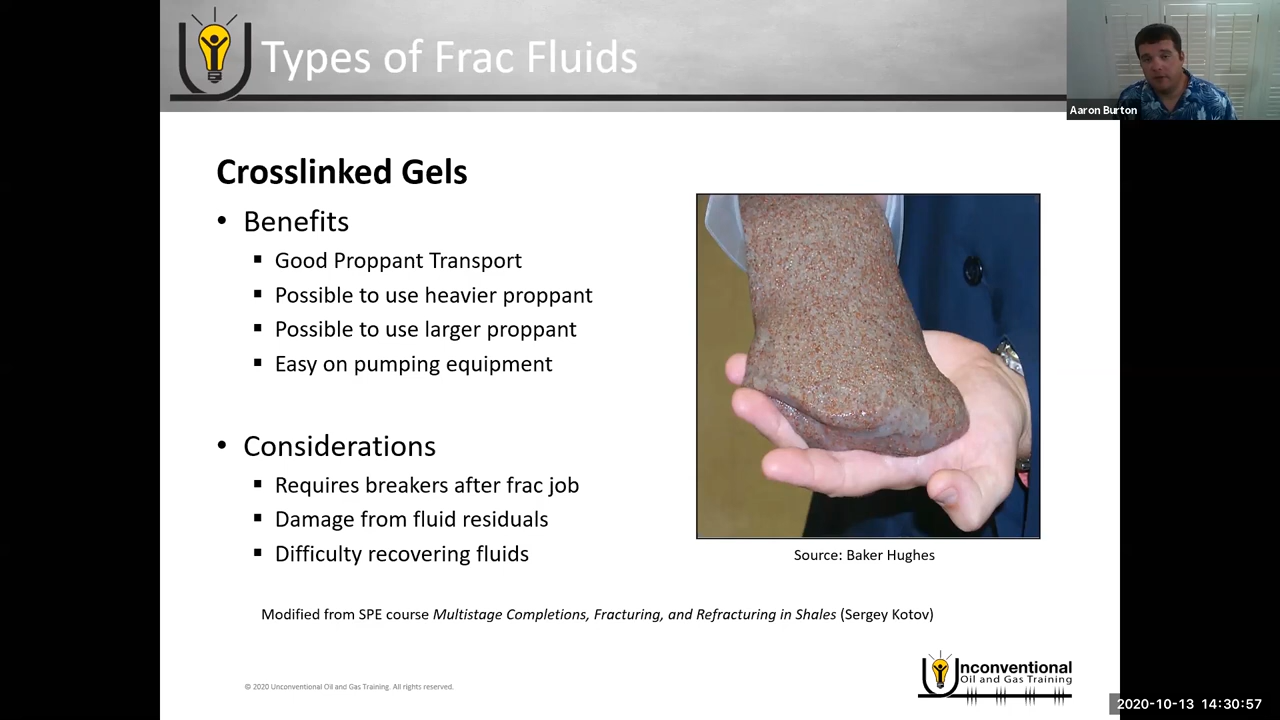 Types of Frac Fluids
Aaron Burton
Crosslinked Gels
• Benefits
▪ Good Proppant Transport
▪ Possible to use heavier proppant
▪ Possible to use larger proppant
▪ Easy on pumping equipment
• Considerations
▪ Requires breakers after frac job
▪ Damage from fluid residuals
▪ Difficulty recovering fluids
Source: Baker Hughes
Modified from SPE course Multistage Completions, Fracturing, and Refracturing in Shales (Sergey Kotov)
© 2020 Unconventional Oil and Gas Training. All rights reserved.
Unconventional
Oil and Gas Training
2020-10-13 14:30:57